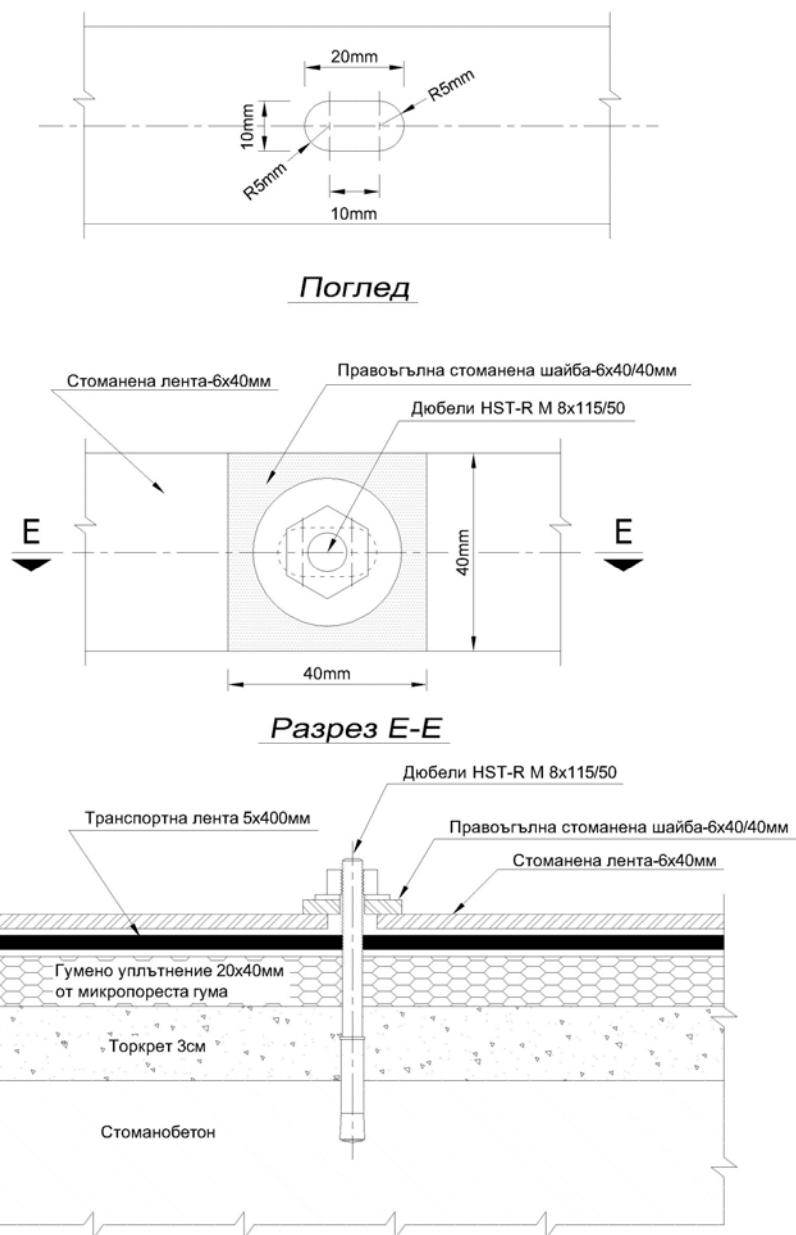 20mm
R5mm
10mm
R5mm
10mm
Поглед
Стоманена лента-6x40мм
Правоъгълна стоманена шайба-6x40/40мм
Дюбели HST-R M 8x115/50
E
E
40mm
40mm
Разрез E-E
Дюбели HST-R M 8x115/50
Транспортна лента 5x400мм
Правоъгълна стоманена шайба-6x40/40мм
Стоманена лента-6x40мм
Гумено уплътнение 20x40мм
от микропореста гума
Торкрет 3см
Стоманобетон